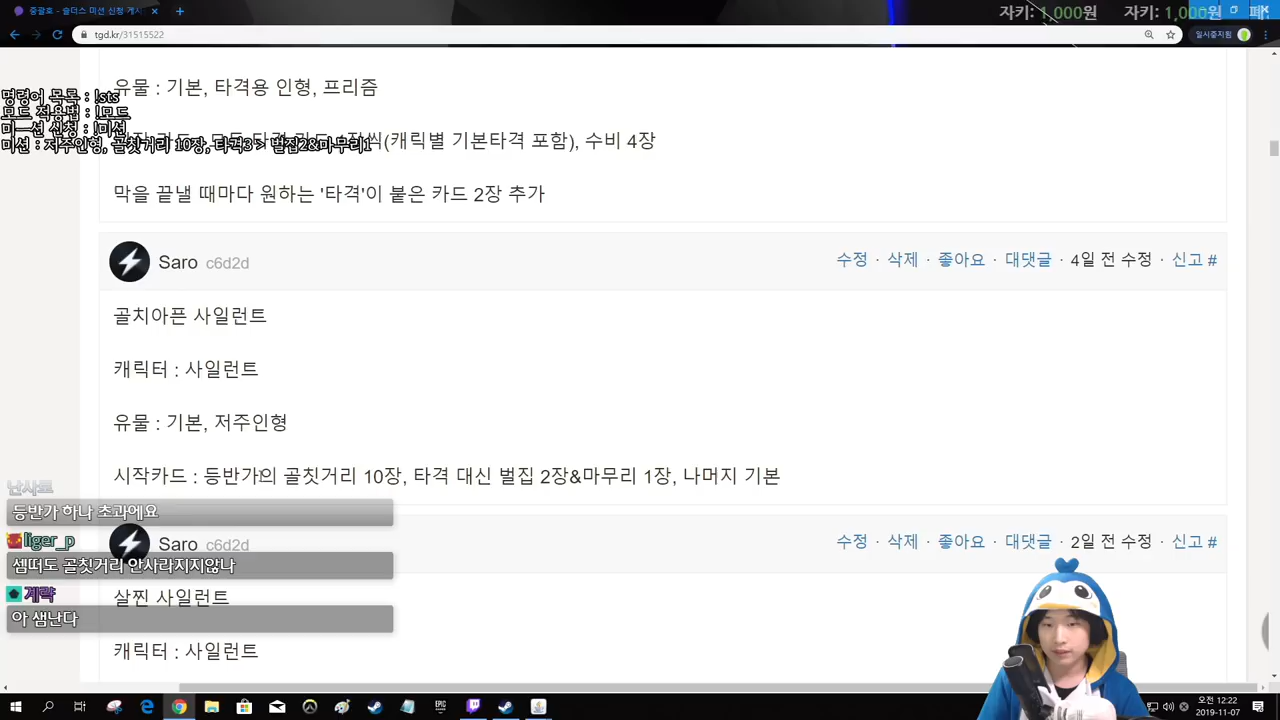 중괄호 - 슬더스 미션 신청 게시
자키: 1,000원 자키: 1,000원
tgd.kr/31515522
일시중지됨
유물 : 기본, 타격용 인형, 프리즘
명령어 목록 : !sts
모드 적용법 : !모드
미션 신청 : !미션
미션 : 저주인형, 골칫거리 10장, 타격3 > 벌집2&마무리1
(캐릭별 기본타격 포함), 수비 4장
막을 끝낼 때마다 원하는 '타격'이 붙은 카드 2장 추가
Saro c6d2d
수정 · 삭제 · 좋아요 · 대댓글 · 4일 전 수정 · 신고 #
골치아픈 사일런트
캐릭터 : 사일런트
유물 : 기본, 저주인형
시작카드 : 등반가의 골칫거리 10장, 타격 대신 벌집 2장&마무리 1장, 나머지 기본
등반가 하나 초과에요
Saro c6d2d
수정 · 삭제 · 좋아요 · 대댓글 · 2일 전 수정 · 신고 #
liger_p
셈떠도 골칫거리 안사라지지않나
계략
아 샘난다
살찐 사일런트
캐릭터 : 사일런트
오전 12:22
2019-11-07